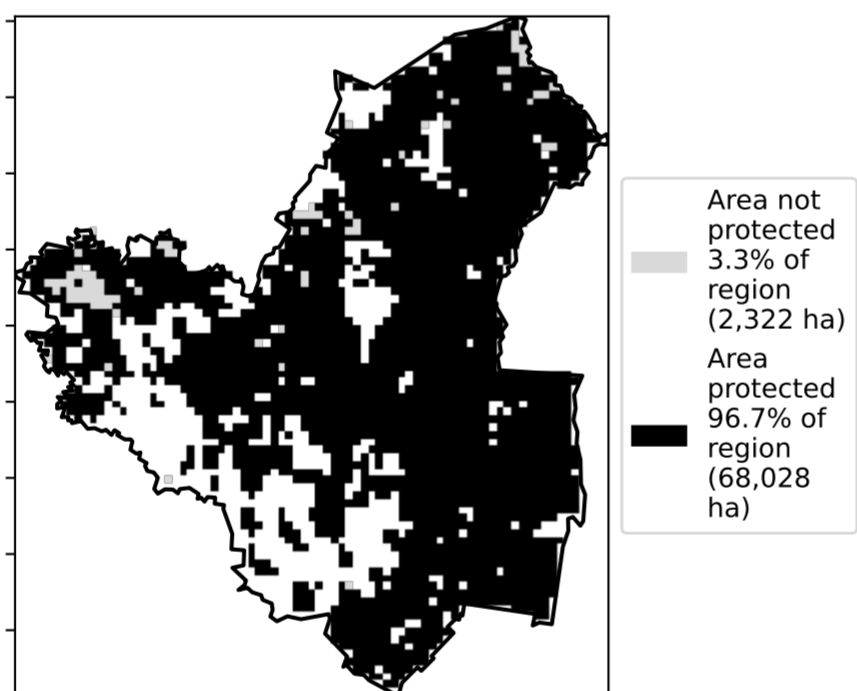 Area not
protected
3.3% of
region
(2,322 ha)
Area
protected
96.7% of
region
(68,028
ha)